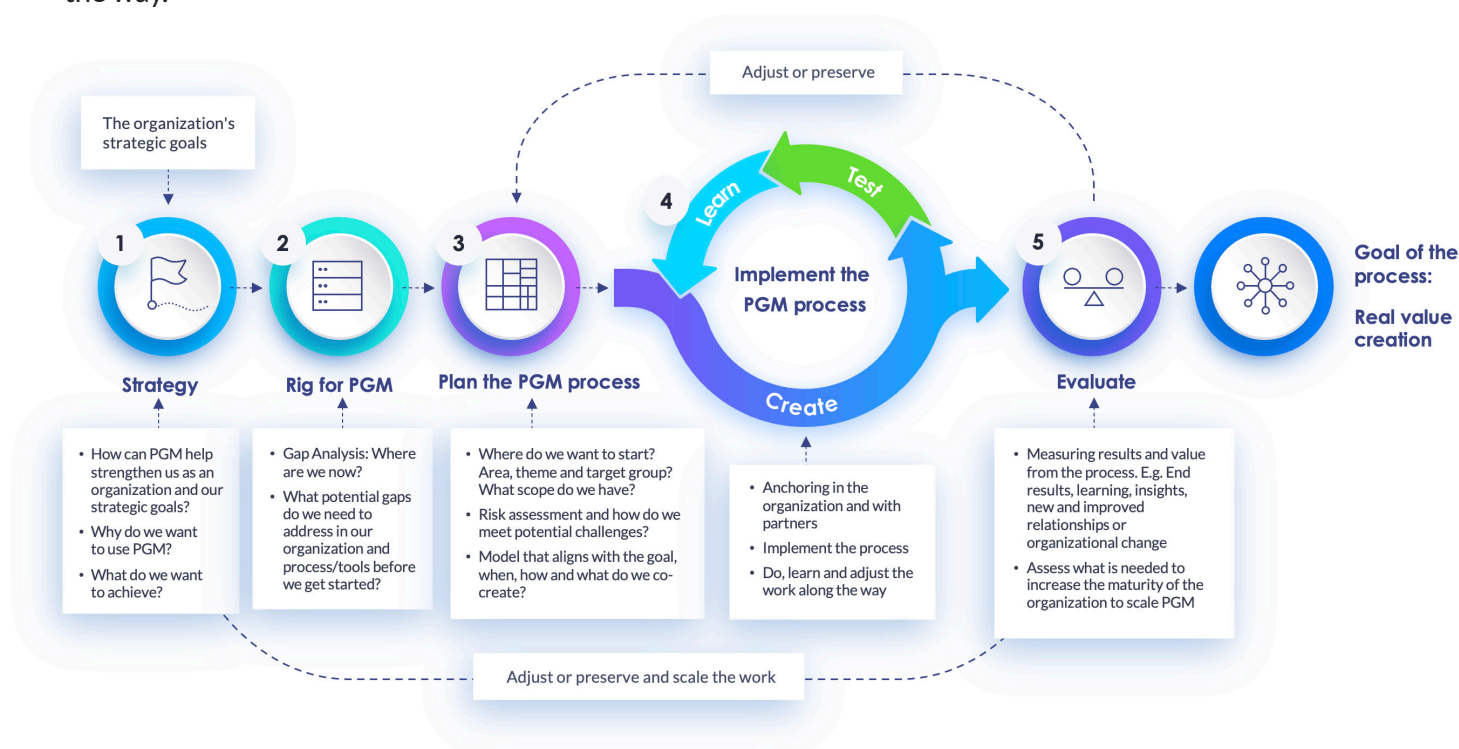 the way.
Adjust or preserve
The organization's
strategic goals
1
2
3
4
Learn
Test
Create
Implement the
PGM process
5
Goal of the
process:
Real value
creation
Strategy
Rig for PGM
Plan the PGM process
Evaluate
• How can PGM help
strengthen us as an
organization and our
strategic goals?
• Why do we want
to use PGM?
• What do we want
to achieve?
• Gap Analysis: Where
are we now?
• What potential gaps
do we need to
address in our
organization and
process/tools before
we get started?
• Where do we want to start?
Area, theme and target group?
What scope do we have?
• Risk assessment and how do we
meet potential challenges?
• Model that aligns with the goal,
when, how and what do we co-
create?
• Anchoring in the
organization and with
partners
• Implement the process
• Do, learn and adjust the
work along the way
• Measuring results and value
from the process. E.g. End
results, learning, insights,
new and improved
relationships or
organizational change
• Assess what is needed to
increase the maturity of the
organization to scale PGM
Adjust or preserve and scale the work